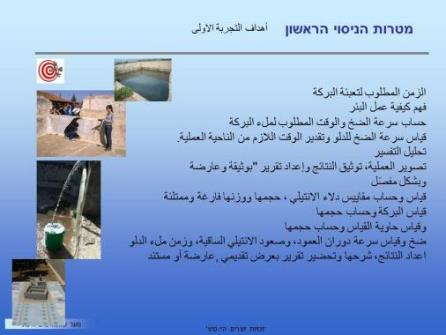 מטרות הניסוי הראשון
أهداف التجربة الاولى
الزمن المطلوب لتعبئة البركة
فهم كيفية عمل البئر
حساب سرعة الضخ والوقت المطلوب لملء البركة
قياس سرعة الضخ للدلو وتقدير الوقت اللازم من الناحية العملية.
تحليل التفسير
تصوير العملية، توثيق النتائج وإعداد تقرير "بوثيقة وعارضة
وبشكل مفصّل
قياس وحساب مقاييس دلاء الانتيلي ، حجمها ووزنها فارغة وممتلئة
قياس البركة وحساب حجمها
وقياس حاوية القياس وحساب حجمها
ضخ وقياس سرعة دوران العمود، وصعود الانتيلي الساقية، وزمن ملء الدلو
اعداد النتائج، شرحها وتحضير تقرير بعرض تقديمي ,عارضة أو مستند